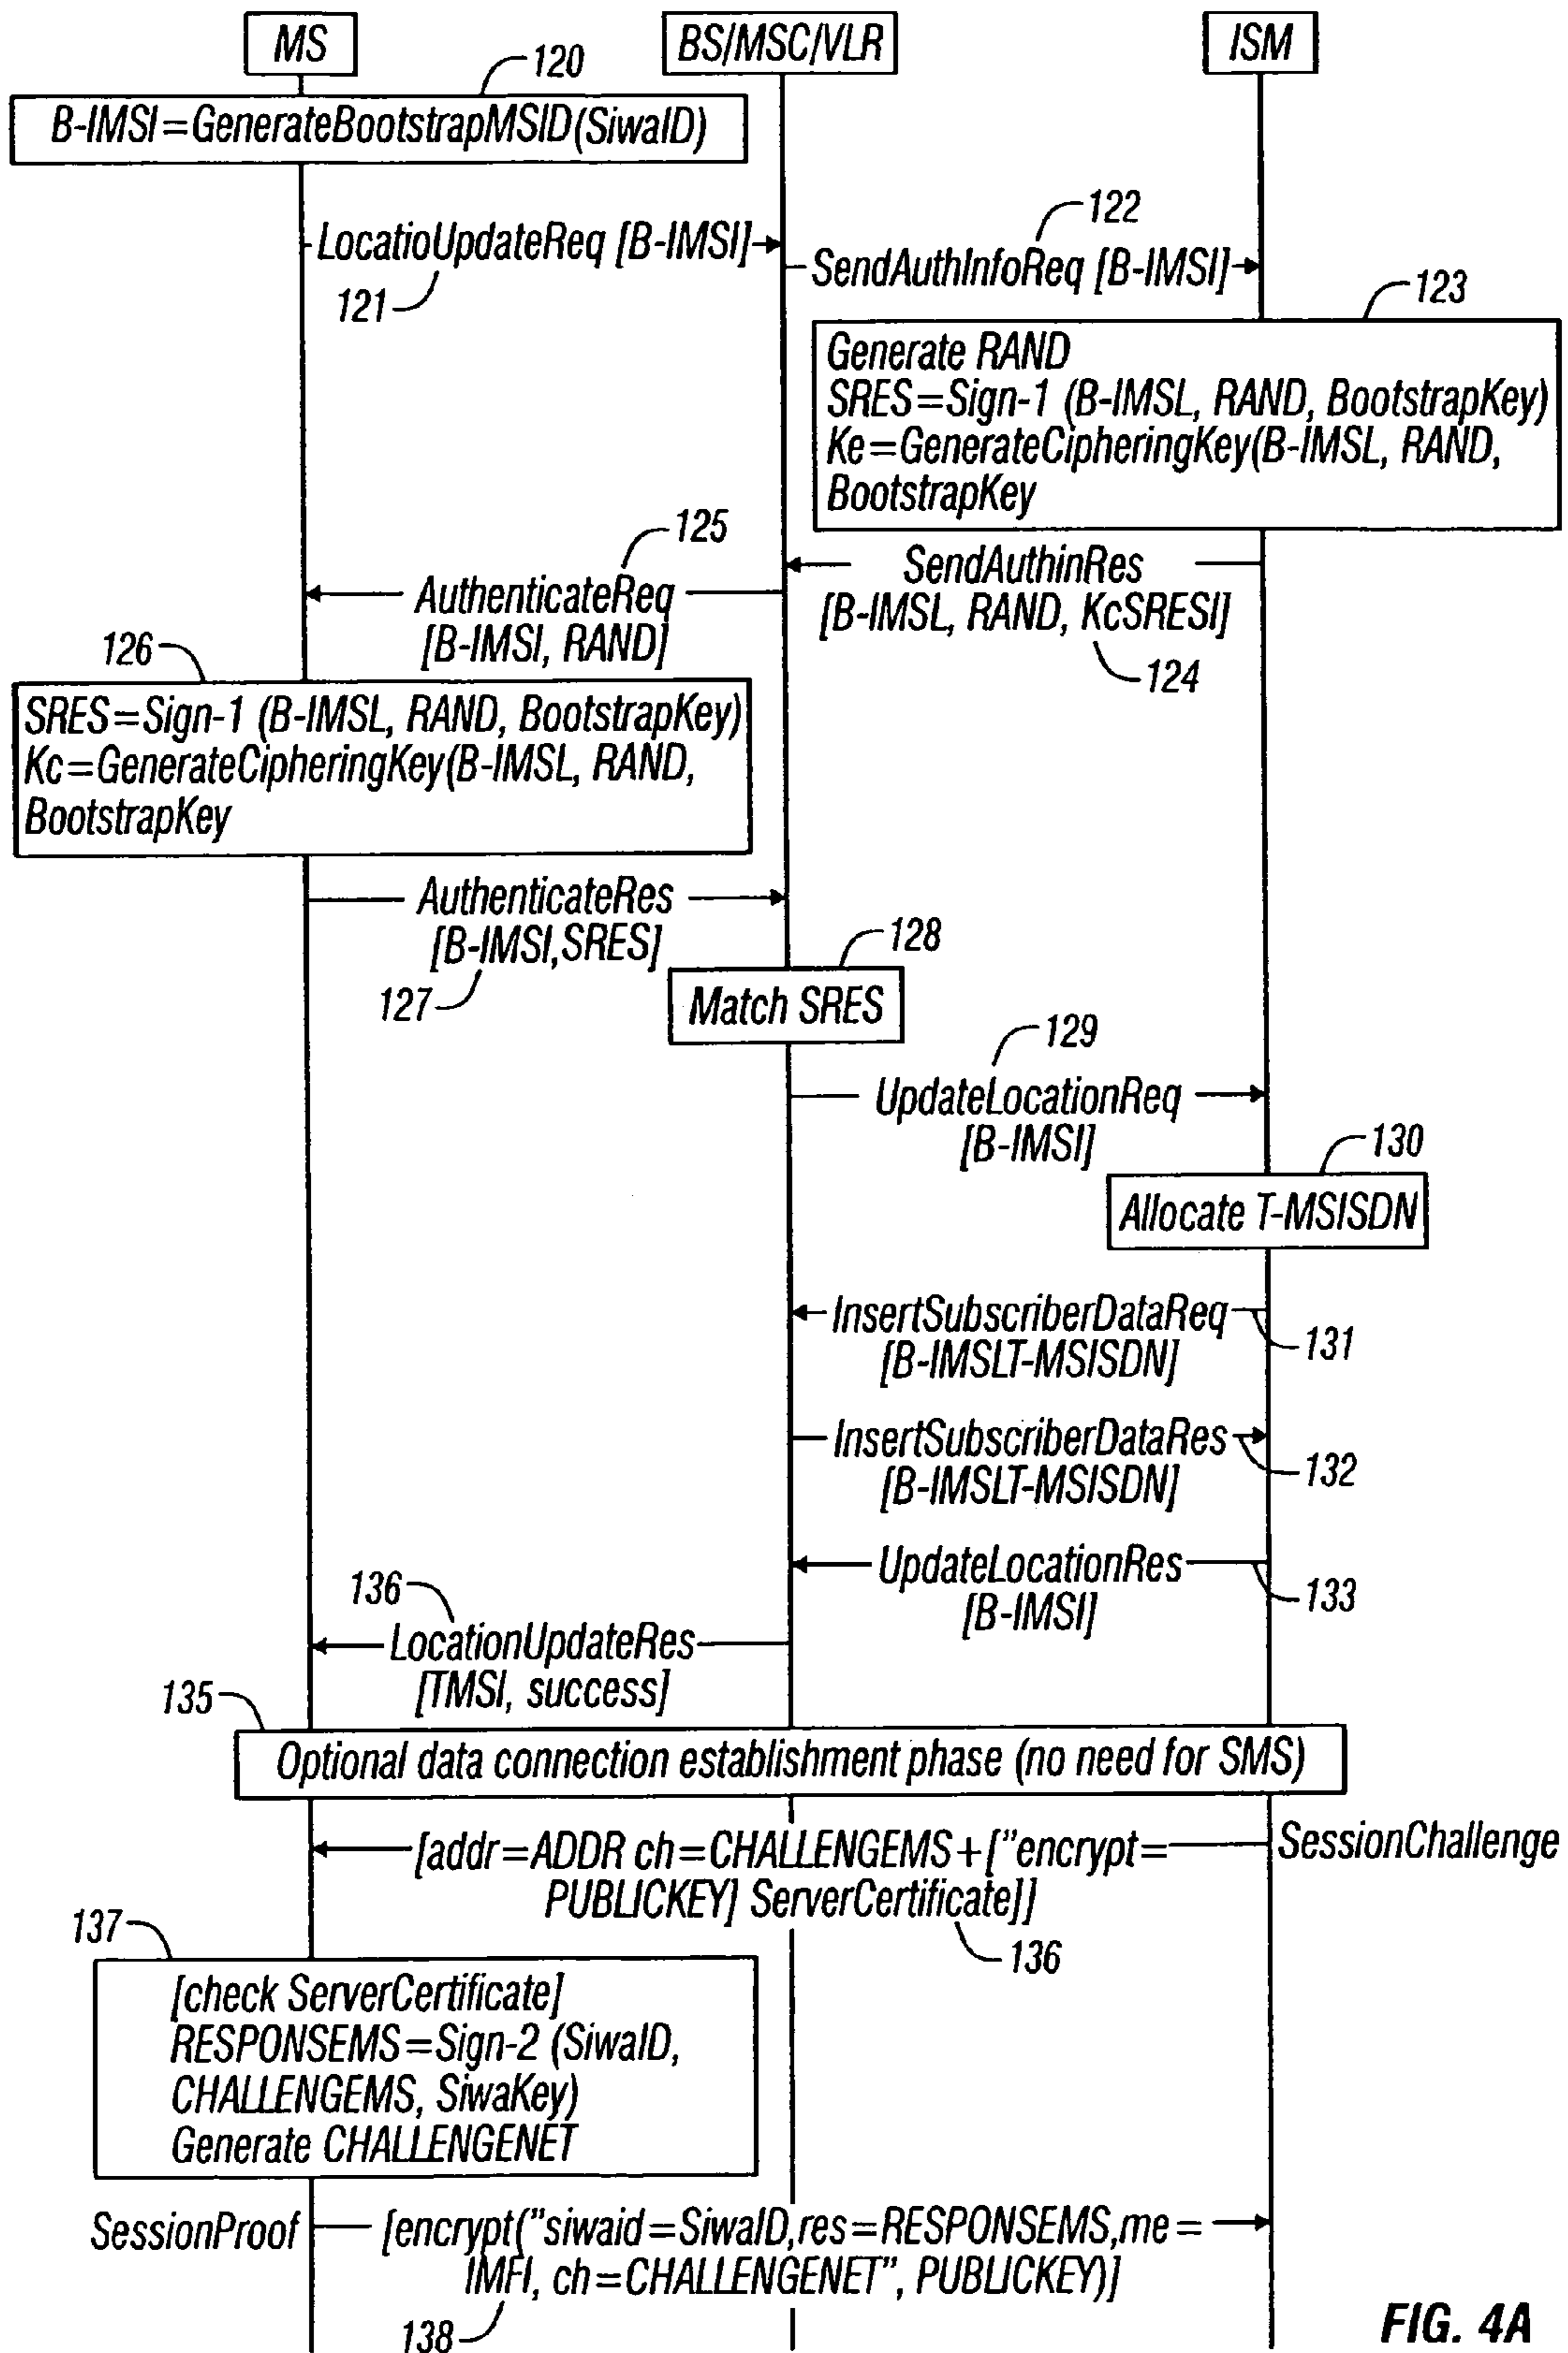 MS
BS/MSC/VLR
ISM
120
B-IMSI=GenerateBootstrapMSID(SiwaID)
122
LocatioUpdateReq [B-IMSI]
SendAuthInfoReq [B-IMSI]
121
123
Generate RAND
SRES=Sign-1 (B-IMSL, RAND, BootstrapKey)
Ke=GenerateCipheringKey(B-IMSL, RAND,
BootstrapKey
125
SendAuthinRes
[B-IMSL, RAND, KcSRESI]
124
AuthenticateReq
[B-IMSI, RAND]
126
SRES=Sign-1 (B-IMSL, RAND, BootstrapKey)
Kc=GenerateCipheringKey(B-IMSL, RAND,
BootstrapKey
AuthenticateRes
[B-IMSI,SRES]
127
128
Match SRES
129
UpdateLocationReq
[B-IMSI]
130
Allocate T-MSISDN
InsertSubscriberDataReq
[B-IMSLT-MSISDN]
131
InsertSubscriberDataRes
[B-IMSLT-MSISDN]
132
UpdateLocationRes
[B-IMSI]
133
136
LocationUpdateRes
[TMSI, success]
135
Optional data connection establishment phase (no need for SMS)
[addr=ADDR ch=CHALLENGEMS+["encrypt=
PUBLICKEY] ServerCertificate]]
SessionChallenge
136
137
[check ServerCertificate]
RESPONSEMS=Sign-2 (SiwaID,
CHALLENGEMS, SiwaKey)
Generate CHALLENGENET
SessionProof
[encrypt("siwaid=SiwaID,res=RESPONSEMS,me=
IMFI, ch=CHALLENGENET", PUBLICKEY)]
138
FIG. 4A